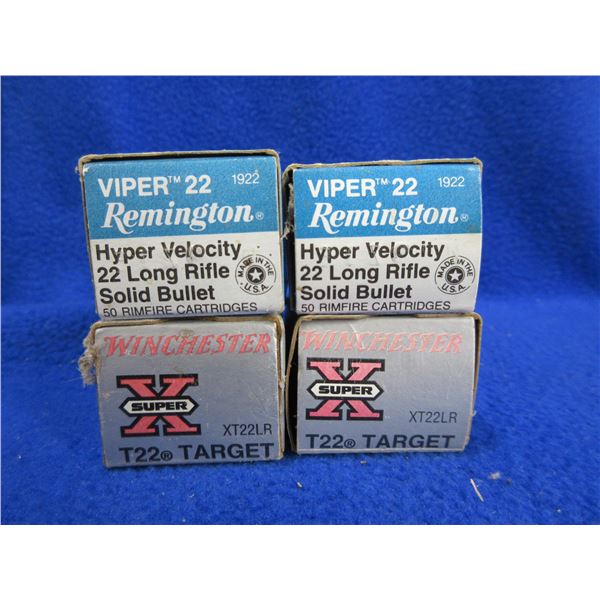 VIPER™ 22 1922
Remington®
Hyper Velocity
22 Long Rifle
Solid Bullet
50 RIMFIRE CARTRIDGES
MADE IN THE U.S.A.
VIPER™ 22 1922
Remington®
Hyper Velocity
22 Long Rifle
Solid Bullet
50 RIMFIRE CARTRIDGES
MADE IN THE U.S.A.
WINCHESTER
X
SUPER
XT22LR
T22® TARGET
WINCHESTER
X
SUPER
XT22LR
T22® TARGET